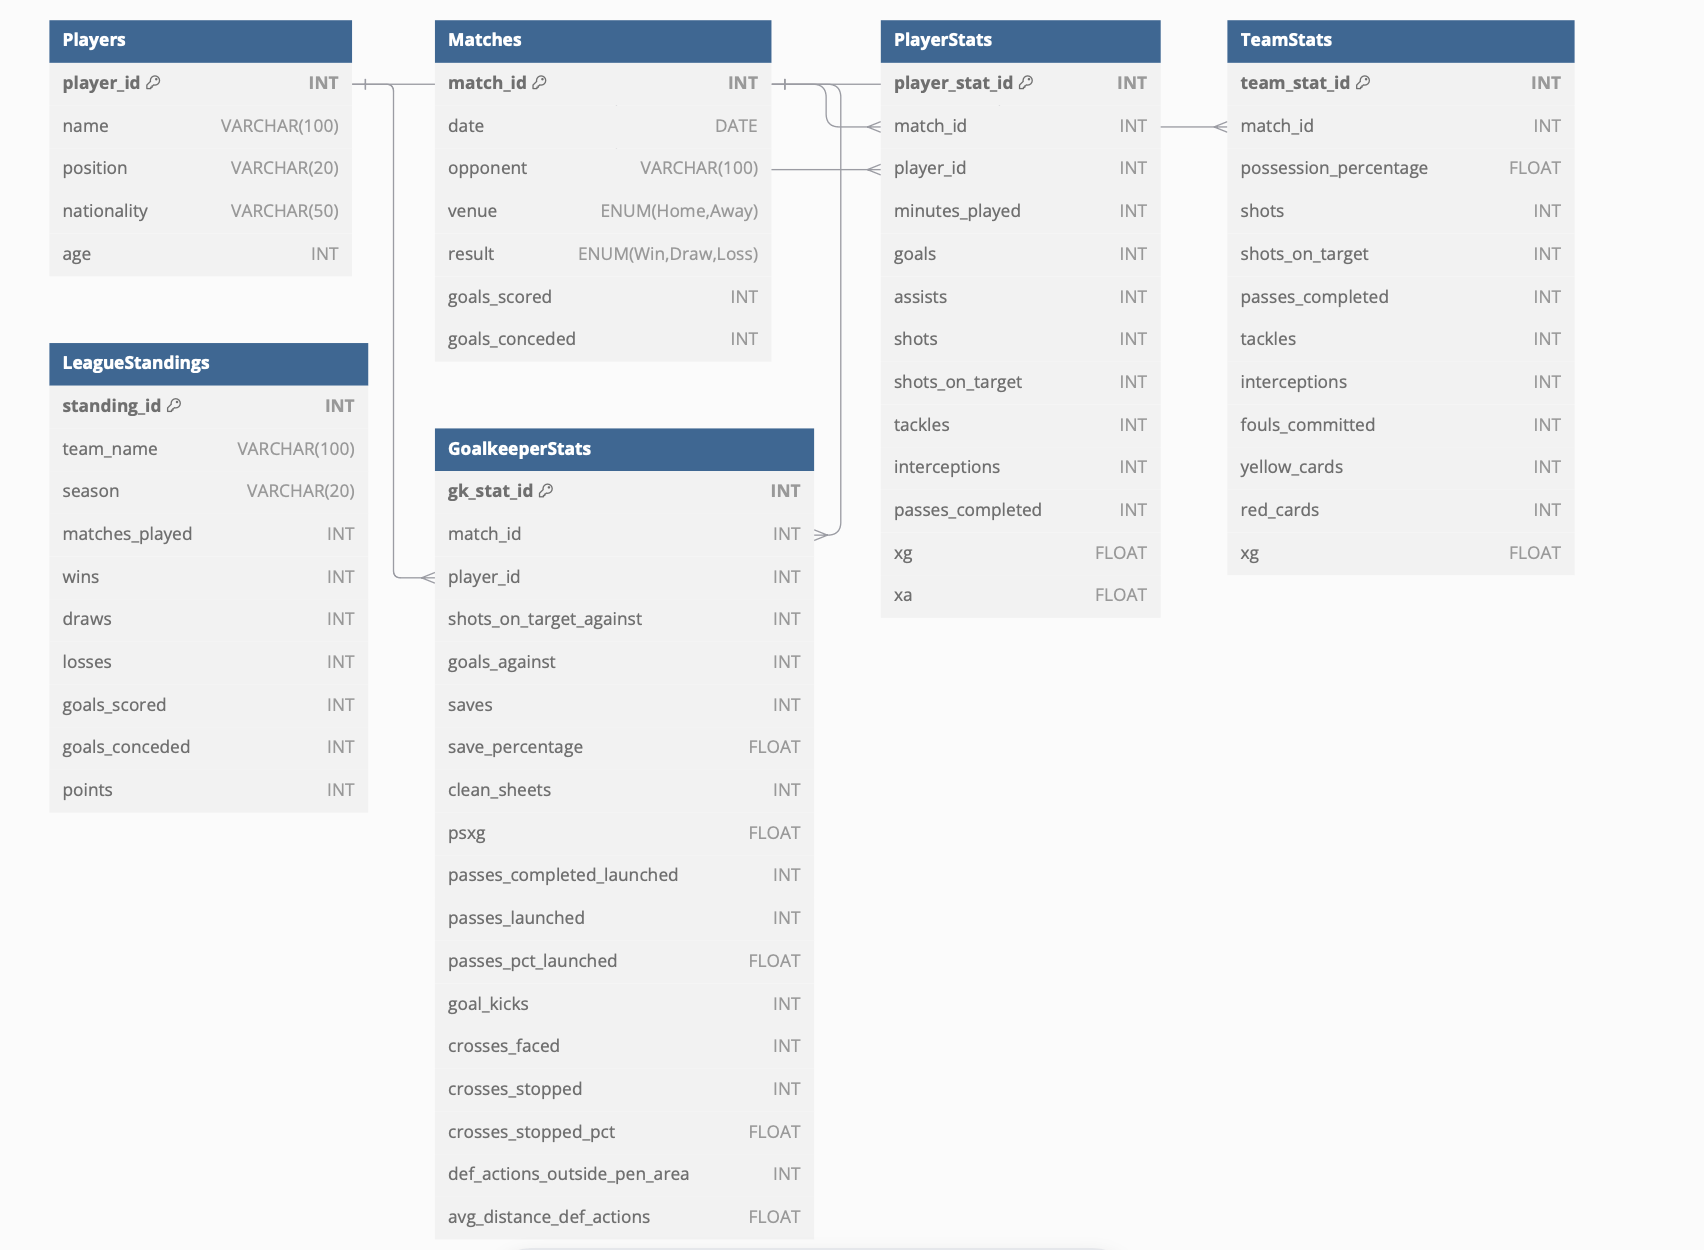 Players
player_id INT
name VARCHAR(100)
position VARCHAR(20)
nationality VARCHAR(50)
age INT
LeagueStandings
standing_id INT
team_name VARCHAR(100)
season VARCHAR(20)
matches_played INT
wins INT
draws INT
losses INT
goals_scored INT
goals_conceded INT
points INT
Matches
match_id INT
date DATE
opponent VARCHAR(100)
venue ENUM(Home,Away)
result ENUM(Win,Draw,Loss)
goals_scored INT
goals_conceded INT
GoalkeeperStats
gk_stat_id INT
match_id INT
player_id INT
shots_on_target_against INT
goals_against INT
saves INT
save_percentage FLOAT
clean_sheets INT
psxg FLOAT
passes_completed_launched INT
passes_launched INT
passes_pct_launched FLOAT
goal_kicks INT
crosses_faced INT
crosses_stopped INT
crosses_stopped_pct FLOAT
def_actions_outside_pen_area INT
avg_distance_def_actions FLOAT
PlayerStats
player_stat_id INT
match_id INT
player_id INT
minutes_played INT
goals INT
assists INT
shots INT
shots_on_target INT
tackles INT
interceptions INT
passes_completed INT
xg FLOAT
xa FLOAT
TeamStats
team_stat_id INT
match_id INT
possession_percentage FLOAT
shots INT
shots_on_target INT
passes_completed INT
tackles INT
interceptions INT
fouls_committed INT
yellow_cards INT
red_cards INT
xg FLOAT